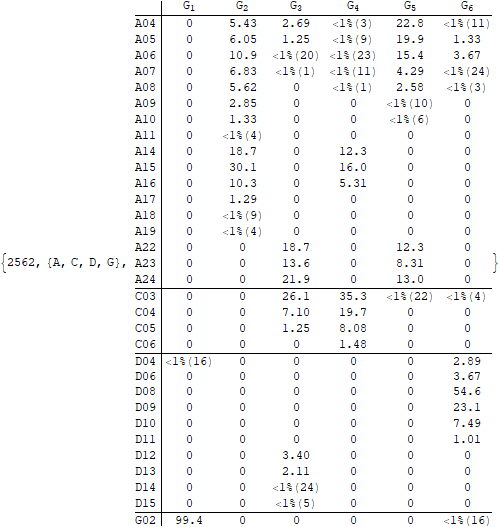 G1 G2 G3 G4 G5 G6
A04 0 5.43 2.69 <1%(3) 22.8 <1%(11)
A05 0 6.05 1.25 <1%(9) 19.9 1.33
A06 0 10.9 <1%(20) <1%(23) 15.4 3.67
A07 0 6.83 <1%(1) <1%(11) 4.29 <1%(24)
A08 0 5.62 0 <1%(1) 2.58 <1%(3)
A09 0 2.85 0 0 <1%(10) 0
A10 0 1.33 0 0 <1%(6) 0
A11 0 <1%(4) 0 0 0 0
A14 0 18.7 0 12.3 0 0
A15 0 30.1 0 16.0 0 0
A16 0 10.3 0 5.31 0 0
A17 0 1.29 0 0 0 0
A18 0 <1%(9) 0 0 0 0
A19 0 <1%(4) 0 0 0 0
A22 0 0 18.7 0 12.3 0
{2562, {A, C, D, G}, A23 0 0 13.6 0 8.31 0 }
A24 0 0 21.9 0 13.0 0
C03 0 0 26.1 35.3 <1%(22) <1%(4)
C04 0 0 7.10 19.7 0 0
C05 0 0 1.25 8.08 0 0
C06 0 0 0 1.48 0 0
D04 <1%(16) 0 0 0 0 2.89
D06 0 0 0 0 0 3.67
D08 0 0 0 0 0 54.6
D09 0 0 0 0 0 23.1
D10 0 0 0 0 0 7.49
D11 0 0 0 0 0 1.01
D12 0 0 3.40 0 0 0
D13 0 0 2.11 0 0 0
D14 0 0 <1%(24) 0 0 0
D15 0 0 <1%(5) 0 0 0
G02 99.4 0 0 0 0 <1%(16)